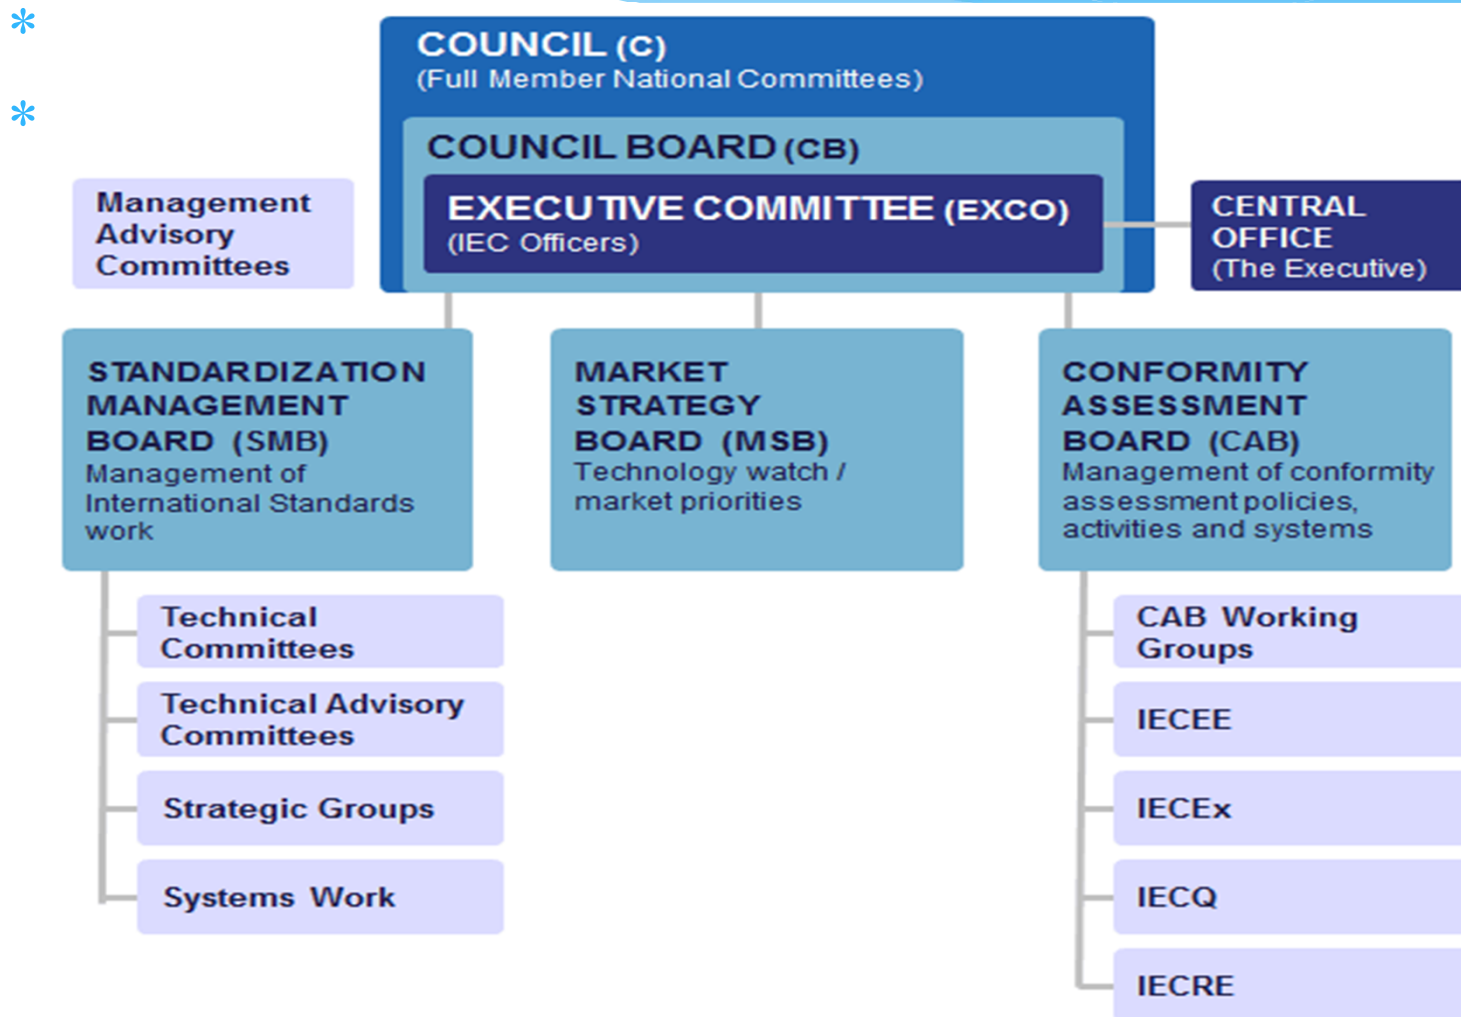 *
*
COUNCIL (C)
(Full Member National Committees)
COUNCIL BOARD (CB)
EXECUTIVE COMMITTEE (EXCO)
(IEC Officers)
Management
Advisory
Committees
CENTRAL
OFFICE
(The Executive)
STANDARDIZATION
MANAGEMENT
BOARD (SMB)
Management of
International Standards
work
MARKET
STRATEGY
BOARD (MSB)
Technology watch /
market priorities
CONFORMITY
ASSESSMENT
BOARD (CAB)
Management of conformity
assessment policies,
activities and systems
Technical
Committees
Technical Advisory
Committees
Strategic Groups
Systems Work
CAB Working
Groups
IECEE
IECEx
IECQ
IECRE